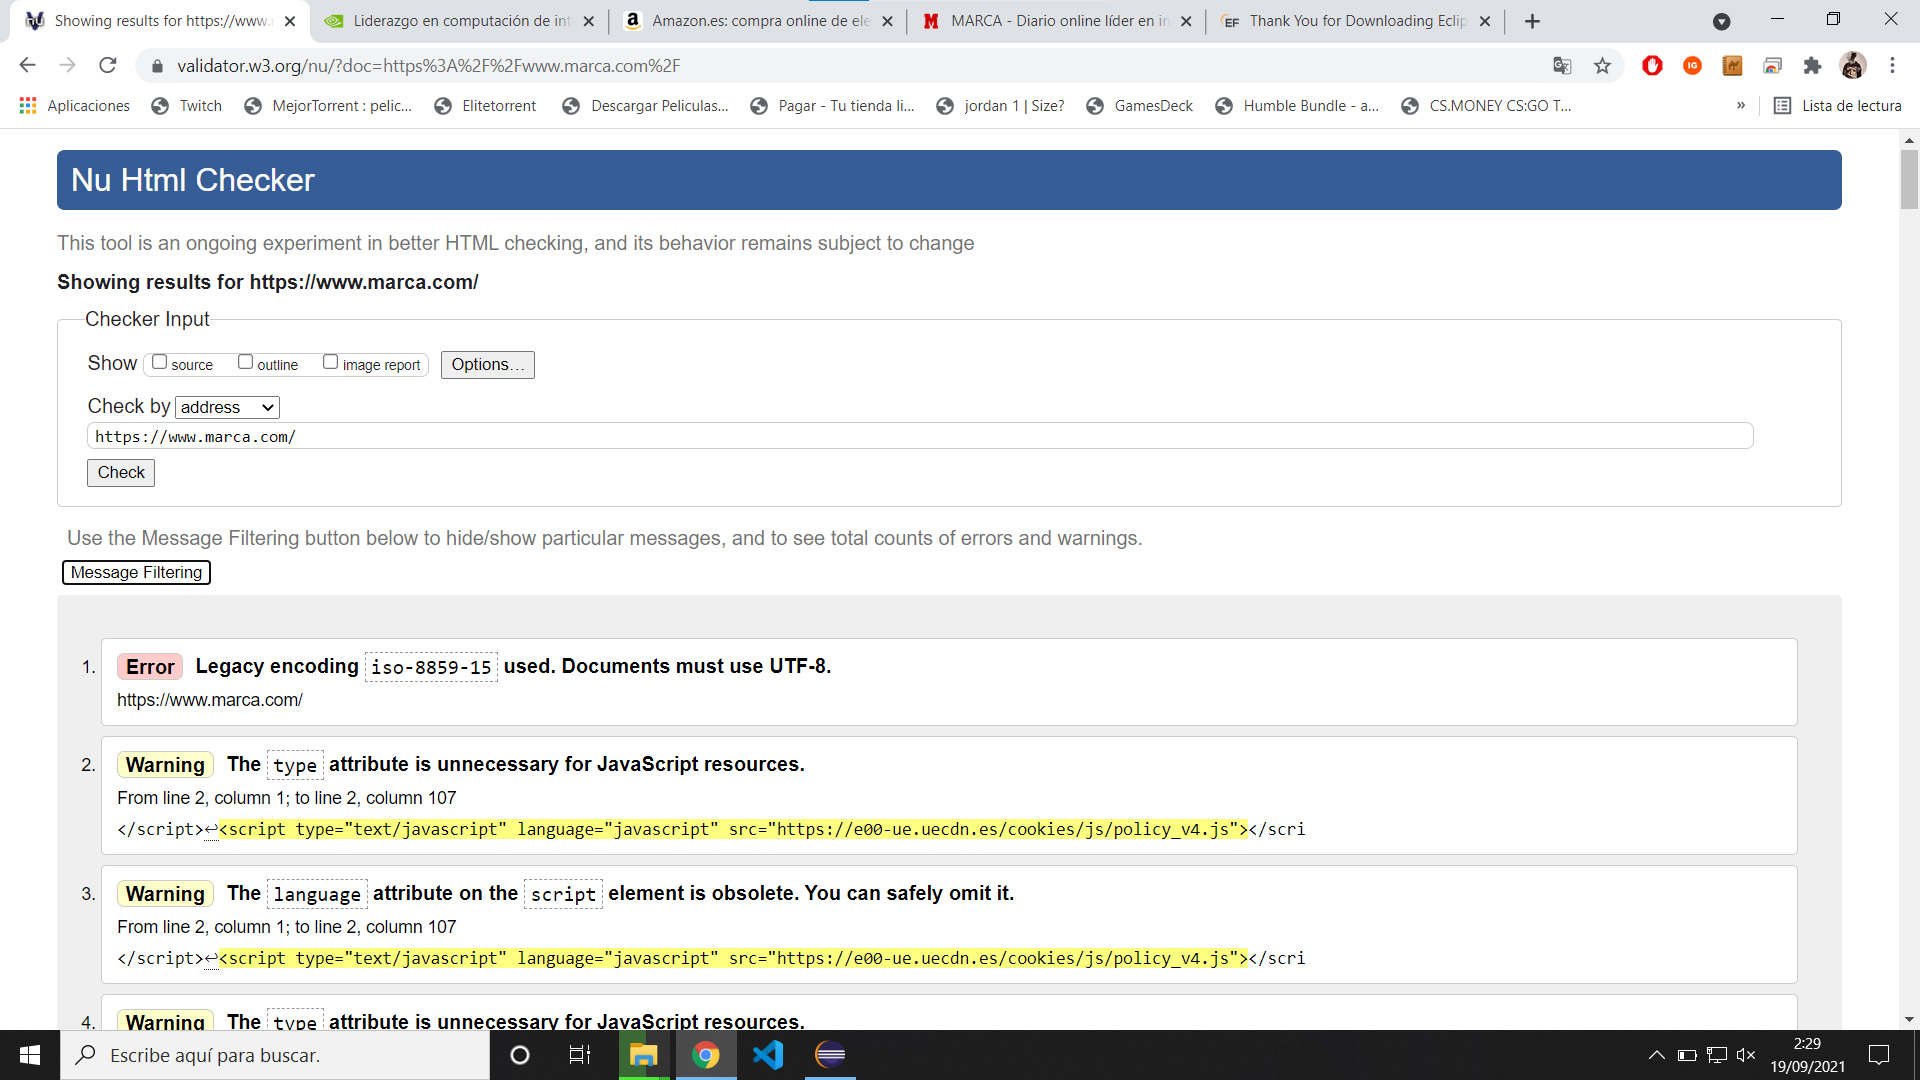 Showing results for https://www.
Liderazgo en computación de int
Amazon.es: compra online de ele
MARCA - Diario online líder en in
Thank You for Downloading Eclip
validator.w3.org/nu/?doc=https%3A%2F%2Fwww.marca.com%2F
Aplicaciones
Twitch
MejorTorrent : pelic...
Elitetorrent
Descargar Peliculas...
Pagar - Tu tienda li...
jordan 1 | Size?
GamesDeck
Humble Bundle - a...
CS.MONEY CS:GO T...
»
Lista de lectura
Nu Html Checker
This tool is an ongoing experiment in better HTML checking, and its behavior remains subject to change
Showing results for https://www.marca.com/
Checker Input
Show source outline image report Options...
Check by address
https://www.marca.com/
Check
Use the Message Filtering button below to hide/show particular messages, and to see total counts of errors and warnings.
Message Filtering
1. Error Legacy encoding iso-8859-15 used. Documents must use UTF-8.
https://www.marca.com/
2. Warning The type attribute is unnecessary for JavaScript resources.
From line 2, column 1; to line 2, column 107
</script>↩<script type="text/javascript" language="javascript" src="https://e00-ue.uecdn.es/cookies/js/policy_v4.js"></scri
3. Warning The language attribute on the script element is obsolete. You can safely omit it.
From line 2, column 1; to line 2, column 107
</script>↩<script type="text/javascript" language="javascript" src="https://e00-ue.uecdn.es/cookies/js/policy_v4.js"></scri
4. Warning The type attribute is unnecessary for JavaScript resources.
Escribe aquí para buscar.
2:29
19/09/2021